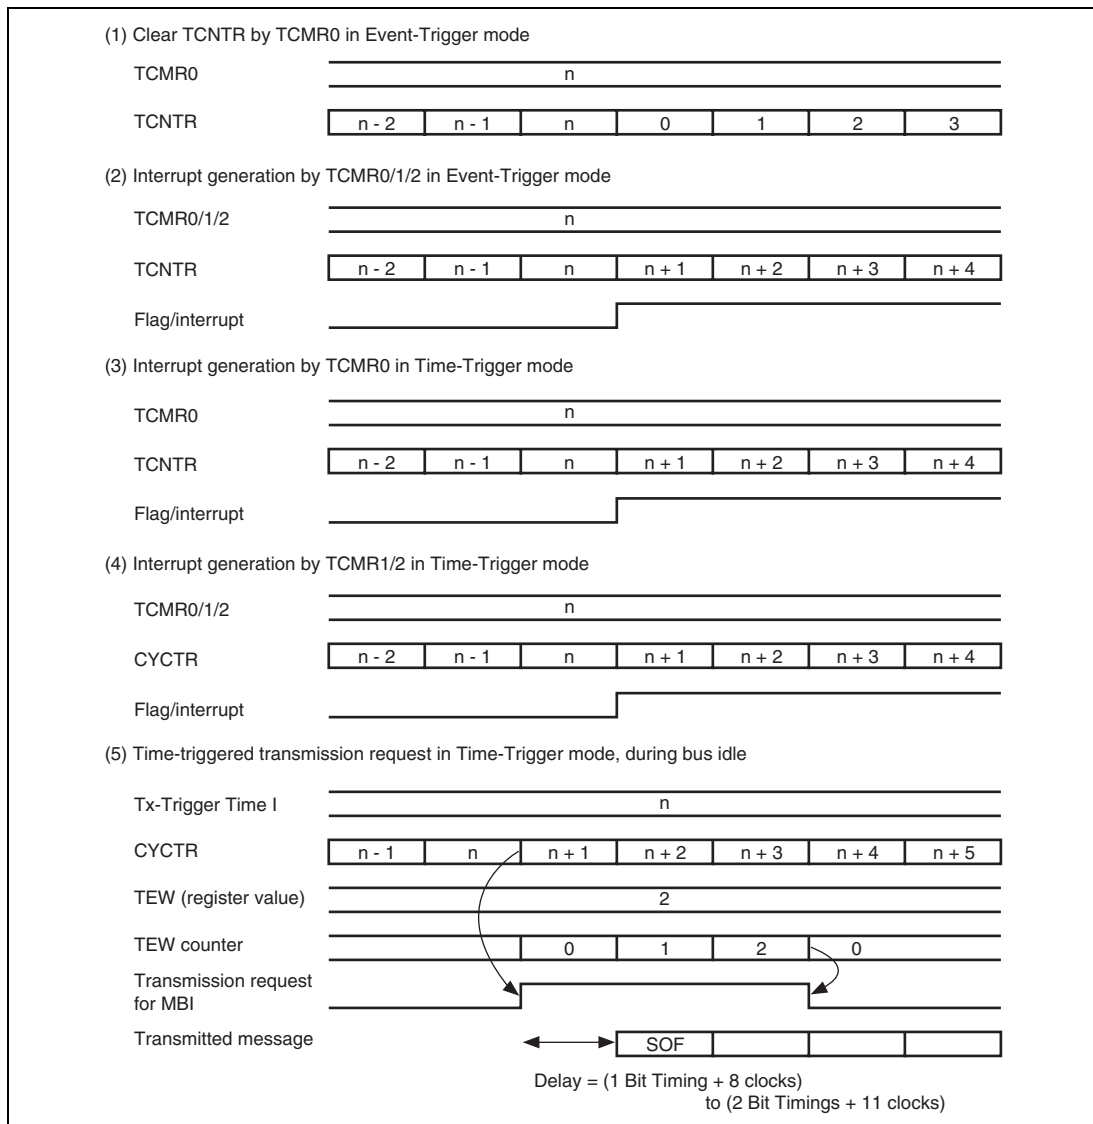 (1) Clear TCNTR by TCMR0 in Event-Trigger mode
TCMR0 n
TCNTR n - 2 n - 1 n 0 1 2 3
(2) Interrupt generation by TCMR0/1/2 in Event-Trigger mode
TCMR0/1/2 n
TCNTR n - 2 n - 1 n n + 1 n + 2 n + 3 n + 4
Flag/interrupt
(3) Interrupt generation by TCMR0 in Time-Trigger mode
TCMR0 n
TCNTR n - 2 n - 1 n n + 1 n + 2 n + 3 n + 4
Flag/interrupt
(4) Interrupt generation by TCMR1/2 in Time-Trigger mode
TCMR0/1/2 n
CYCTR n - 2 n - 1 n n + 1 n + 2 n + 3 n + 4
Flag/interrupt
(5) Time-triggered transmission request in Time-Trigger mode, during bus idle
Tx-Trigger Time I n
CYCTR n - 1 n n + 1 n + 2 n + 3 n + 4 n + 5
TEW (register value) 2
TEW counter 0 1 2 0
Transmission request
for MBI
Transmitted message SOF
Delay = (1 Bit Timing + 8 clocks)
to (2 Bit Timings + 11 clocks)